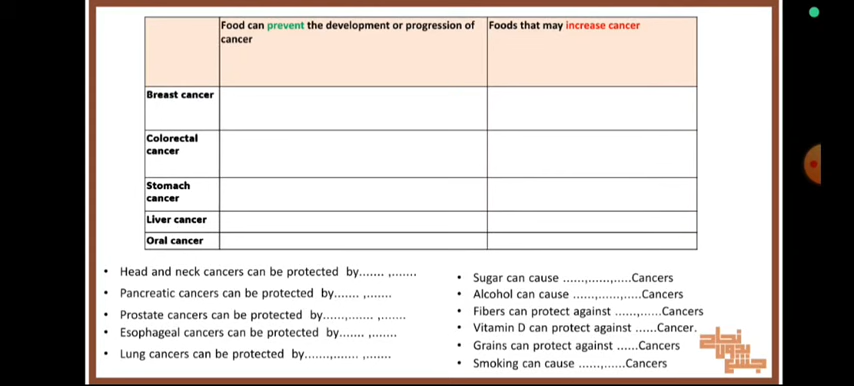 Food can prevent the development or progression of cancer
Foods that may increase cancer
Breast cancer
Colorectal
cancer
Stomach
cancer
Liver cancer
Oral cancer
• Head and neck cancers can be protected by....... ,.......
• Pancreatic cancers can be protected by....... ,.......
• Prostate cancers can be protected by......,....... ,.......
• Esophageal cancers can be protected by....... ,.......
• Lung cancers can be protected by.......,....... ,.......
• Sugar can cause ......,......,.....Cancers
• Alcohol can cause ......,......,.....Cancers
• Fibers can protect against ......,......Cancers
• Vitamin D can protect against ......Cancer.
• Grains can protect against ......Cancers
• Smoking can cause ......,......Cancers
نجاح
بدون
جشع